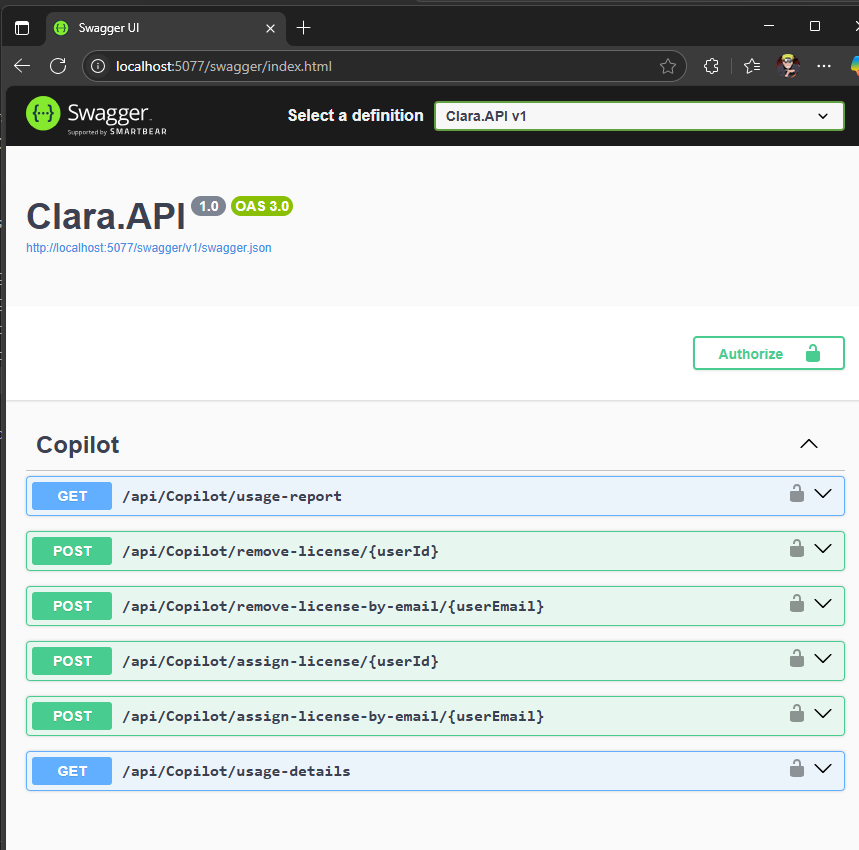 Swagger UI
localhost:5077/swagger/index.html
Swagger.
Supported by SMARTBEAR
Select a definition
Clara.API v1
Clara.API 1.0 OAS 3.0
http://localhost:5077/swagger/v1/swagger.json
Authorize
Copilot
GET /api/Copilot/usage-report
POST /api/Copilot/remove-license/{userId}
POST /api/Copilot/remove-license-by-email/{userEmail}
POST /api/Copilot/assign-license/{userId}
POST /api/Copilot/assign-license-by-email/{userEmail}
GET /api/Copilot/usage-details